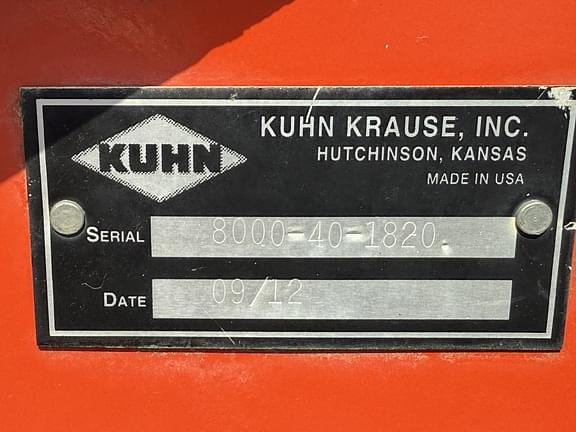 KUHN
KUHN KRAUSE, INC.
HUTCHINSON, KANSAS
MADE IN USA
SERIAL 8000-40-1820.
DATE 09/12